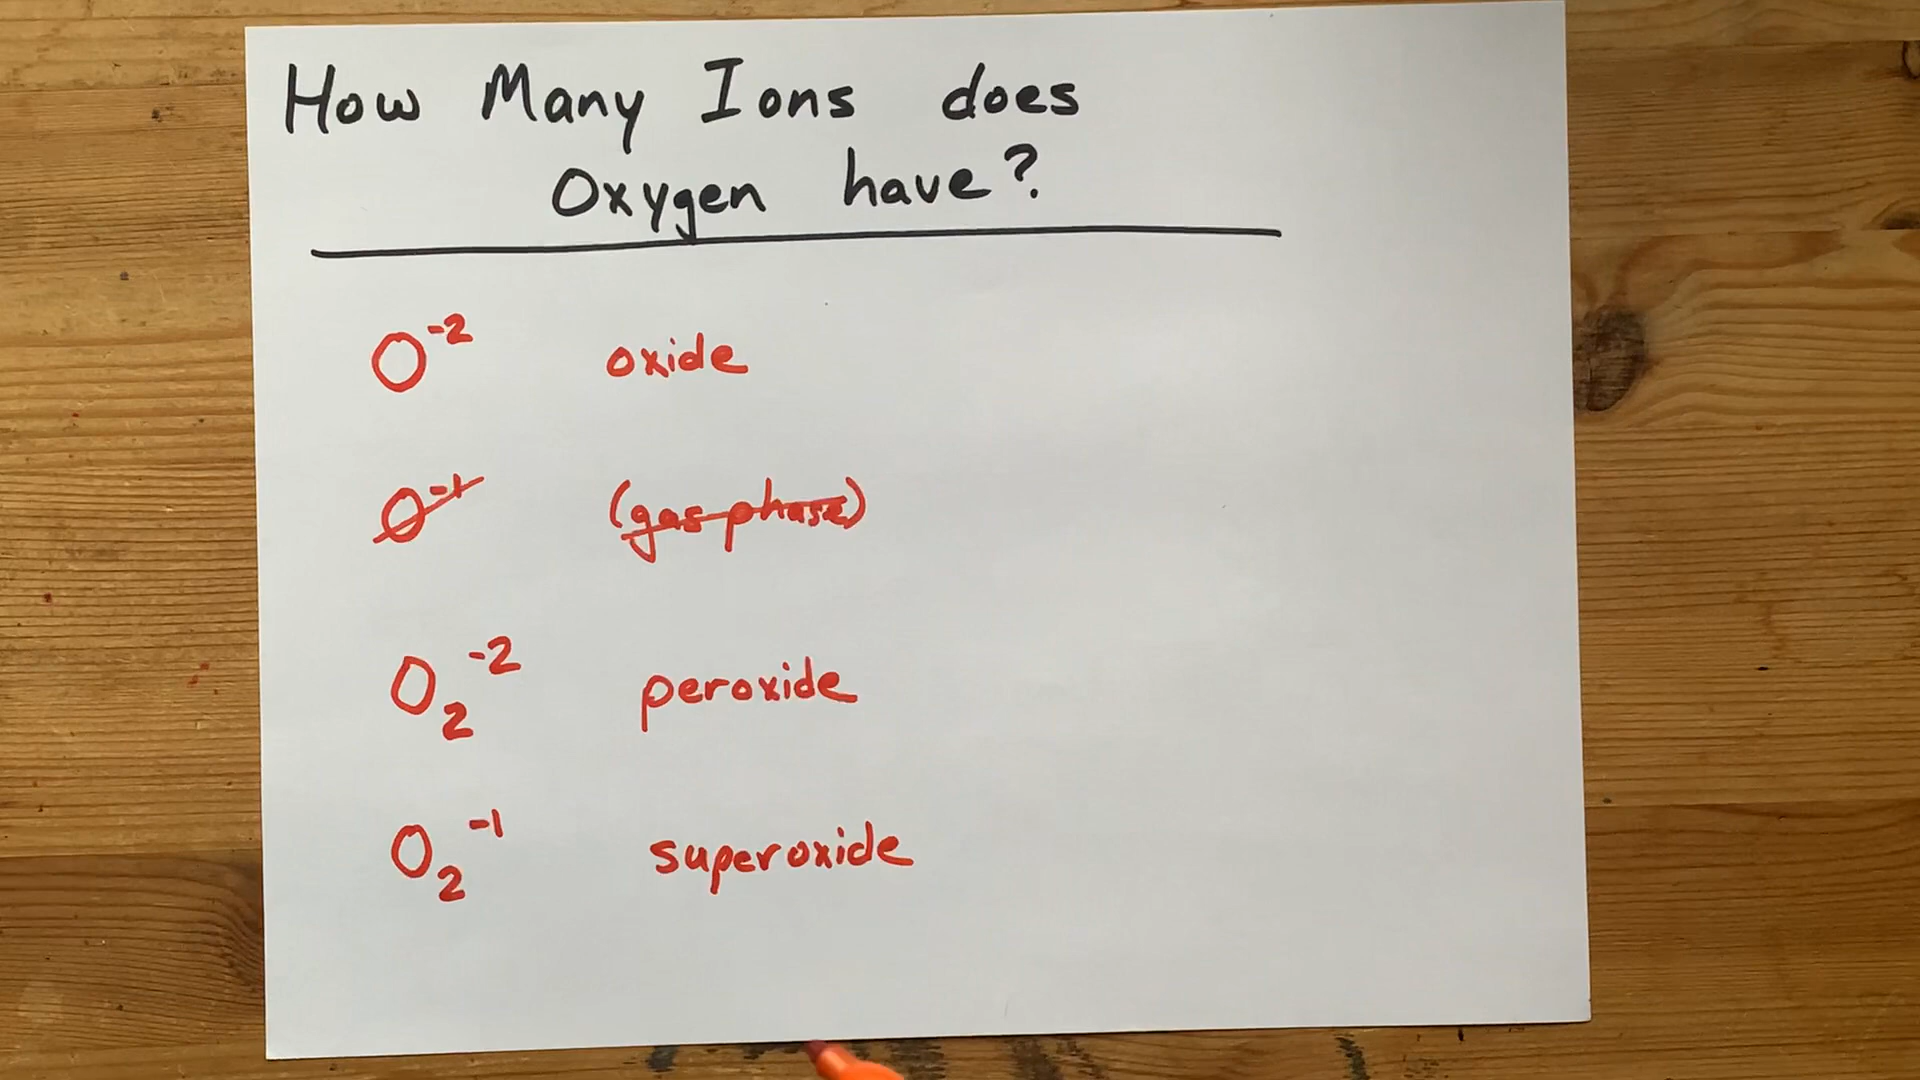 How Many Ions does
Oxygen have?
O⁻² oxide
O⁻¹ (gas phase)
O₂⁻² peroxide
O₂⁻¹ superoxide